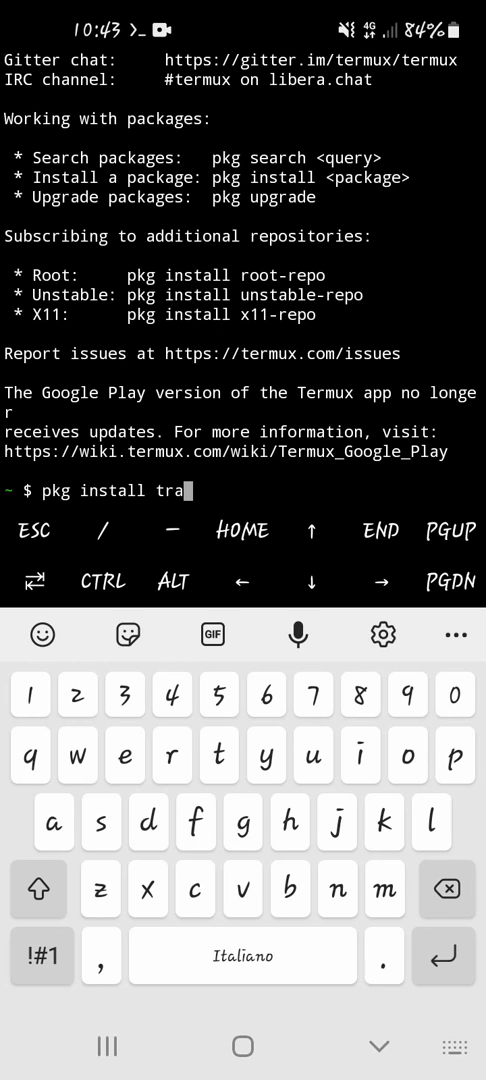 10:43 >_ 4G 84%
Gitter chat: https://gitter.im/termux/termux
IRC channel: #termux on libera.chat
Working with packages:
* Search packages: pkg search <query>
* Install a package: pkg install <package>
* Upgrade packages: pkg upgrade
Subscribing to additional repositories:
* Root: pkg install root-repo
* Unstable: pkg install unstable-repo
* X11: pkg install x11-repo
Report issues at https://termux.com/issues
The Google Play version of the Termux app no longe
r
receives updates. For more information, visit:
https://wiki.termux.com/wiki/Termux_Google_Play
~ $ pkg install tra
ESC / – HOME ↑ END PGUP
⇆ CTRL ALT ← ↓ → PGDN
GIF
1 2 3 4 5 6 7 8 9 0
q w e r t y u i o p
a s d f g h j k l
z x c v b n m
!#1 , Italiano .